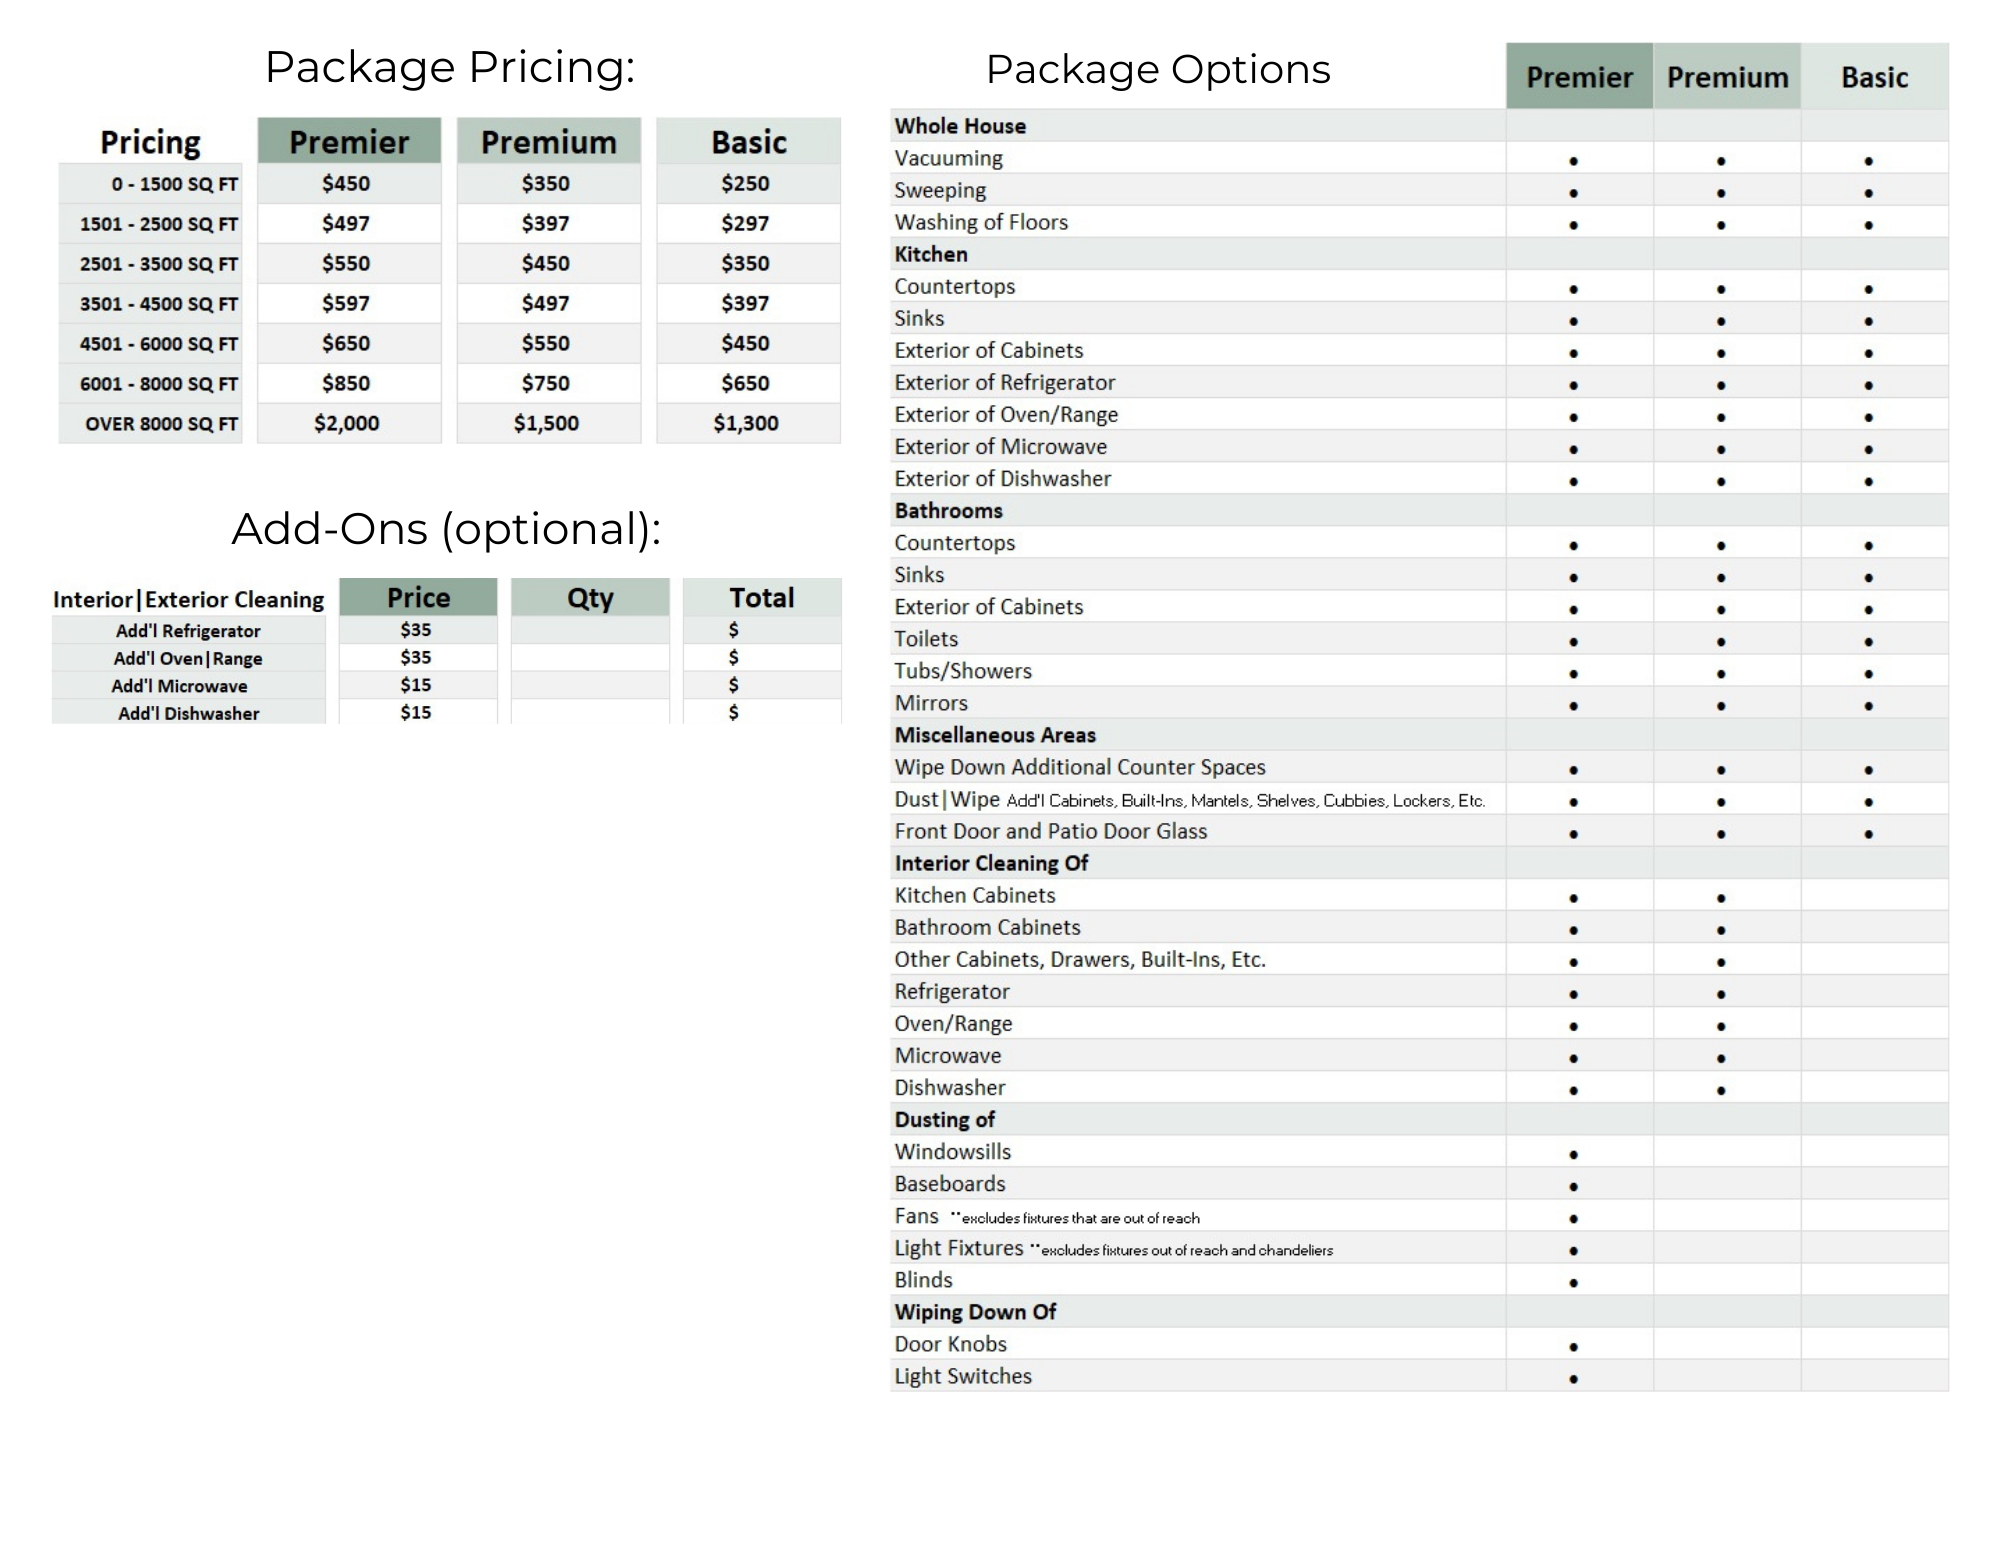 Package Pricing:
Pricing Premier Premium Basic
0 - 1500 SQ FT $450 $350 $250
1501 - 2500 SQ FT $497 $397 $297
2501 - 3500 SQ FT $550 $450 $350
3501 - 4500 SQ FT $597 $497 $397
4501 - 6000 SQ FT $650 $550 $450
6001 - 8000 SQ FT $850 $750 $650
OVER 8000 SQ FT $2,000 $1,500 $1,300
Add-Ons (optional):
Interior|Exterior Cleaning Price Qty Total
Add'l Refrigerator $35 $
Add'l Oven|Range $35 $
Add'l Microwave $15 $
Add'l Dishwasher $15 $
Package Options Premier Premium Basic
Whole House
Vacuuming • • •
Sweeping • • •
Washing of Floors • • •
Kitchen
Countertops • • •
Sinks • • •
Exterior of Cabinets • • •
Exterior of Refrigerator • • •
Exterior of Oven/Range • • •
Exterior of Microwave • • •
Exterior of Dishwasher • • •
Bathrooms
Countertops • • •
Sinks • • •
Exterior of Cabinets • • •
Toilets • • •
Tubs/Showers • • •
Mirrors • • •
Miscellaneous Areas
Wipe Down Additional Counter Spaces • • •
Dust|Wipe Add'l Cabinets, Built-Ins, Mantels, Shelves, Cubbies, Lockers, Etc. • • •
Front Door and Patio Door Glass • • •
Interior Cleaning Of
Kitchen Cabinets • •
Bathroom Cabinets • •
Other Cabinets, Drawers, Built-Ins, Etc. • •
Refrigerator • •
Oven/Range • •
Microwave • •
Dishwasher • •
Dusting of
Windowsills •
Baseboards •
Fans **excludes fixtures that are out of reach •
Light Fixtures **excludes fixtures out of reach and chandeliers •
Blinds •
Wiping Down Of
Door Knobs •
Light Switches •